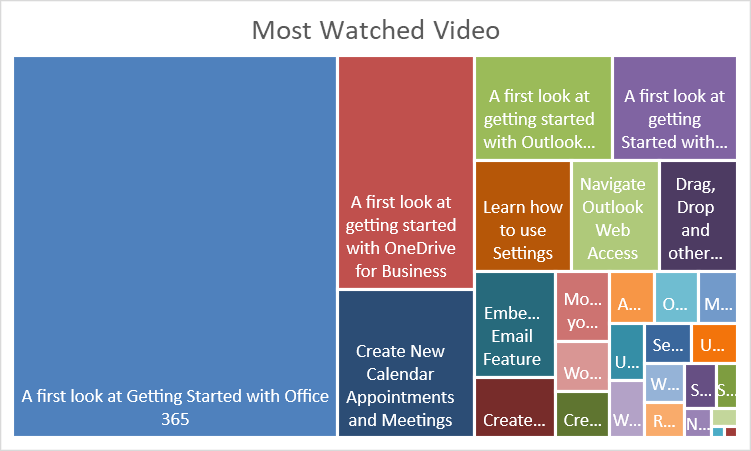 Most Watched Video
A first look at Getting Started with Office
365
A first look at
getting started
with OneDrive
for Business
Create New
Calendar
Appointments
and Meetings
A first look at
getting started
with Outlook...
A first look at
getting
Started with...
Learn how
to use
Settings
Navigate
Outlook
Web
Access
Drag,
Drop
and
other...
Embe...
Email
Feature
Create...
Mo...
yo...
Wo...
Cre...
A...
O...
M...
U...
Se...
U...
W...
W...
R...
S...
S...
N...